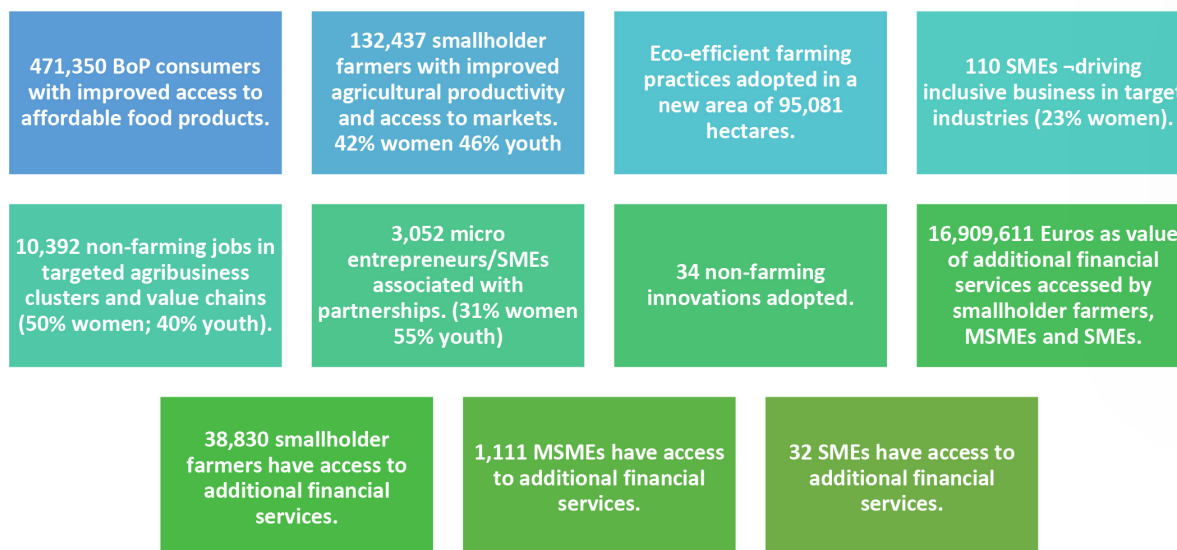 471,350 BoP consumers
with improved access to
affordable food products.
132,437 smallholder
farmers with improved
agricultural productivity
and access to markets.
42% women 46% youth
Eco-efficient farming
practices adopted in a
new area of 95,081
hectares.
110 SMEs ¬driving
inclusive business in target
industries (23% women).
10,392 non-farming jobs in
targeted agribusiness
clusters and value chains
(50% women; 40% youth).
3,052 micro
entrepreneurs/SMEs
associated with
partnerships. (31% women
55% youth)
34 non-farming
innovations adopted.
16,909,611 Euros as value
of additional financial
services accessed by
smallholder farmers,
MSMEs and SMEs.
38,830 smallholder
farmers have access to
additional financial
services.
1,111 MSMEs have access
to additional financial
services.
32 SMEs have access to
additional financial
services.